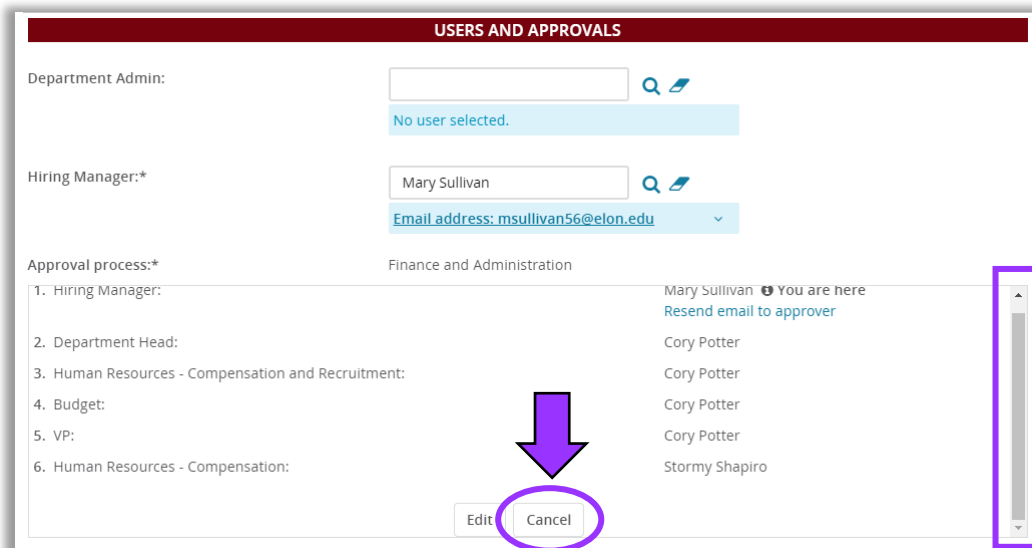 USERS AND APPROVALS
Department Admin:
No user selected.
Hiring Manager:*
Mary Sullivan
Email address: msullivan56@elon.edu
Approval process:* Finance and Administration
1. Hiring Manager: Mary Sullivan You are here
Resend email to approver
2. Department Head: Cory Potter
3. Human Resources - Compensation and Recruitment: Cory Potter
4. Budget: Cory Potter
5. VP: Cory Potter
6. Human Resources - Compensation: Stormy Shapiro
Edit Cancel